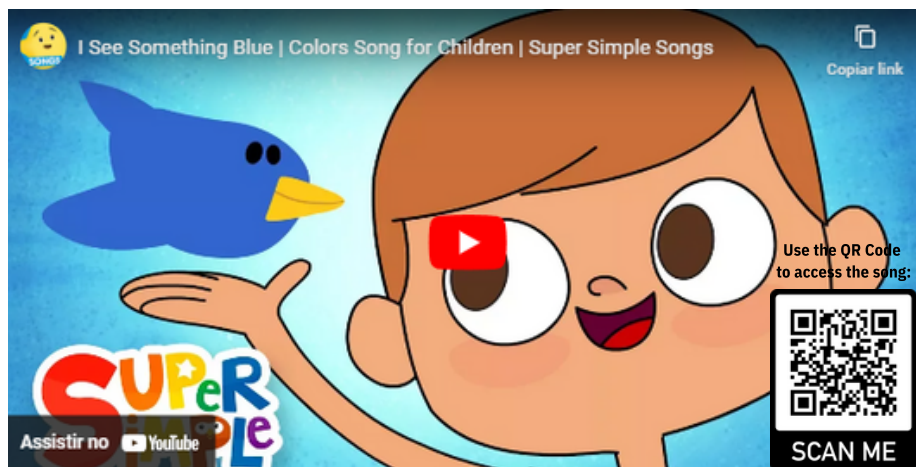 I See Something Blue | Colors Song for Children | Super Simple Songs
SONGS
Copiar link
Use the QR Code
to access the song:
SUPER
SIMPLE
Assistir no YouTube
SCAN ME